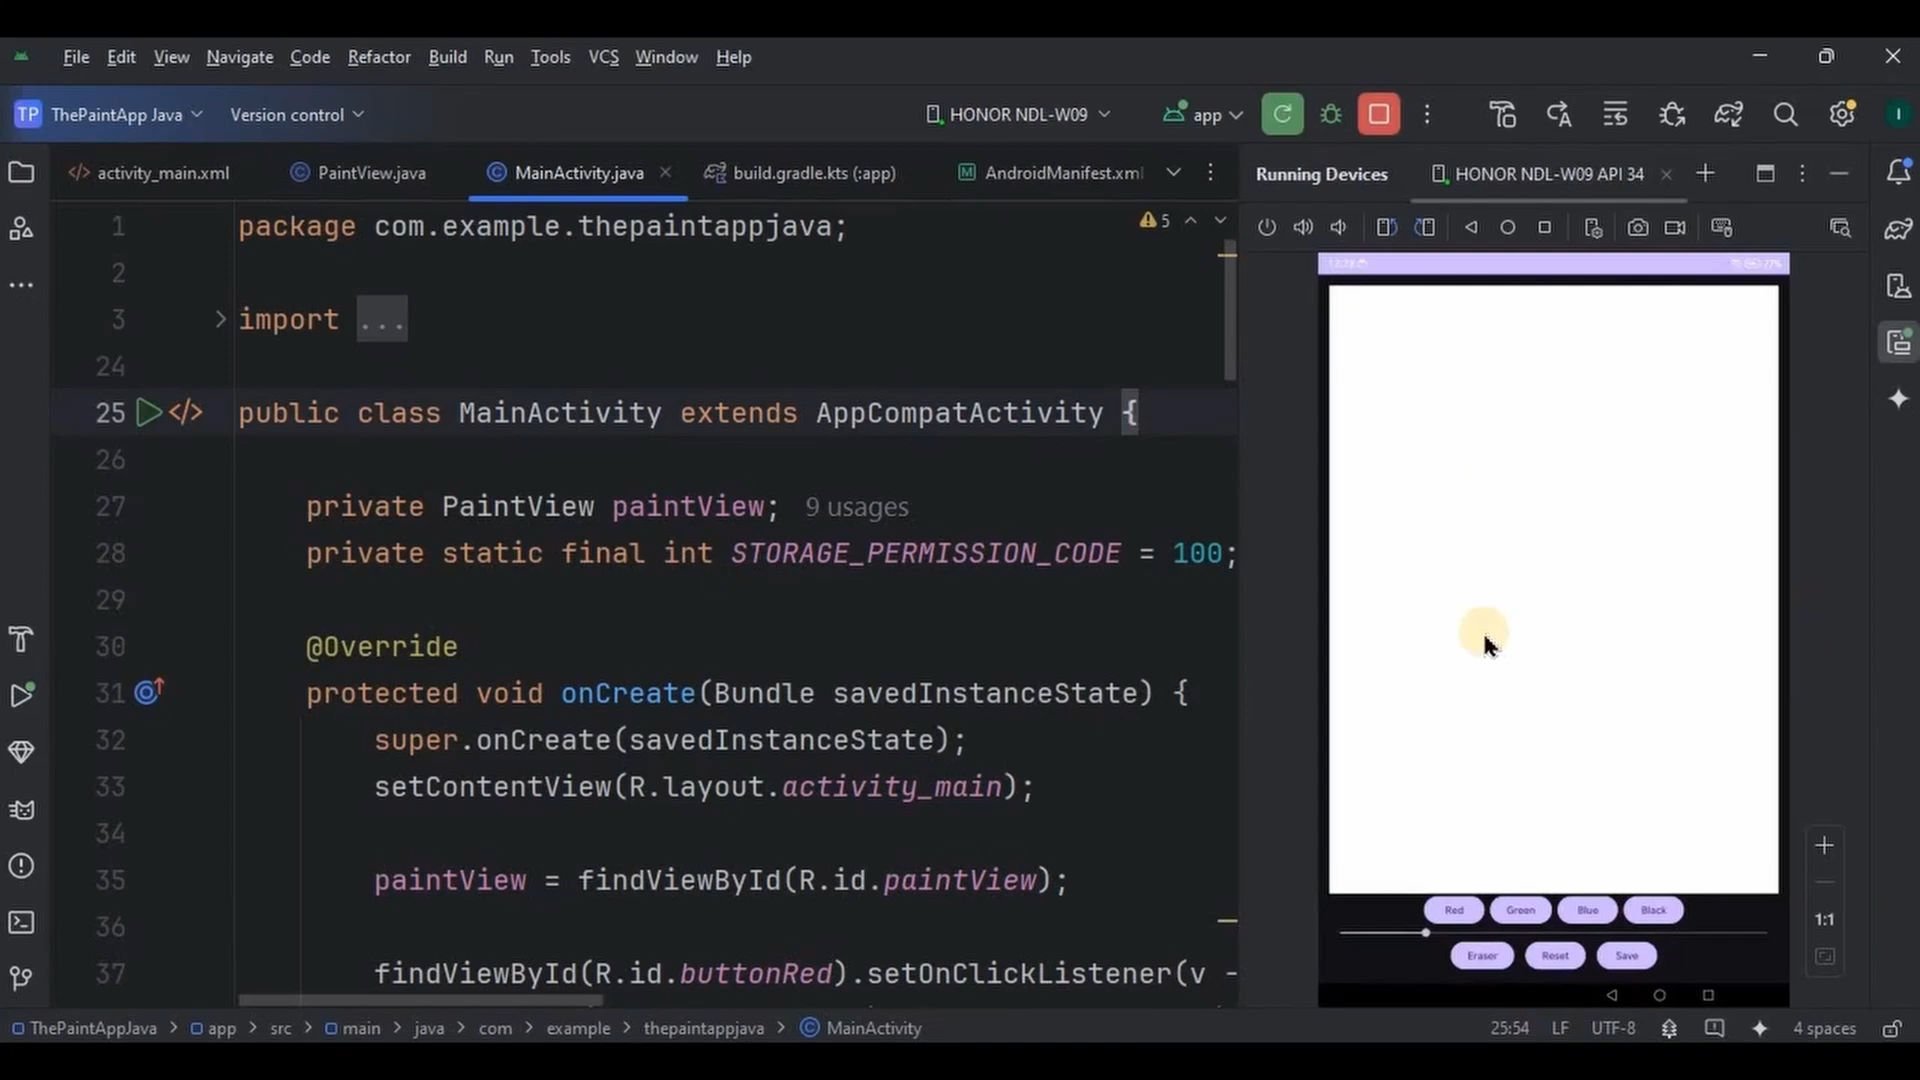 File Edit View Navigate Code Refactor Build Run Tools VCS Window Help
TP ThePaintApp Java Version control HONOR NDL-W09 app I
</> activity_main.xml PaintView.java MainActivity.java build.gradle.kts (:app) AndroidManifest.xml
Running Devices HONOR NDL-W09 API 34
1 package com.example.thepaintappjava;
5
2
3 import ...
24
25 </> public class MainActivity extends AppCompatActivity {
26
27 private PaintView paintView; 9 usages
28 private static final int STORAGE_PERMISSION_CODE = 100;
29
30 @Override
31 protected void onCreate(Bundle savedInstanceState) {
32 super.onCreate(savedInstanceState);
33 setContentView(R.layout.activity_main);
34
35 paintView = findViewById(R.id.paintView);
36
37 findViewById(R.id.buttonRed).setOnClickListener(v -
Red Green Blue Black
Eraser Reset Save
1:1
ThePaintAppJava > app > src > main > java > com > example > thepaintappjava > MainActivity
25:54 LF UTF-8 4 spaces